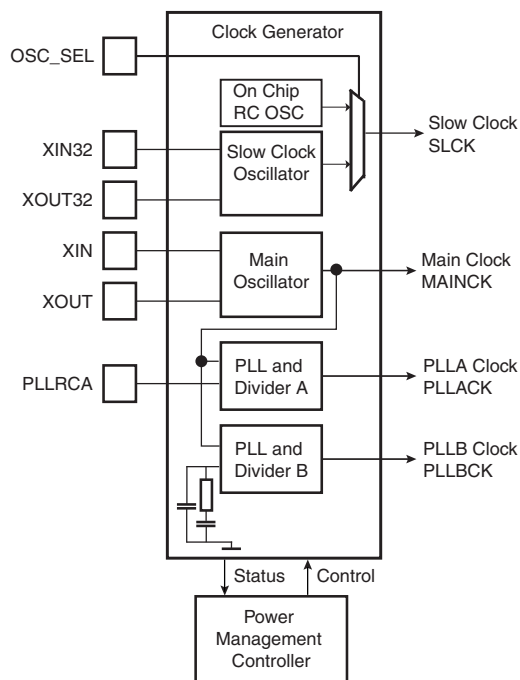 Clock Generator
OSC_SEL
On Chip
RC OSC
Slow Clock
SLCK
XIN32
Slow Clock
Oscillator
XOUT32
XIN
Main
Oscillator
Main Clock
MAINCK
XOUT
PLLRCA
PLL and
Divider A
PLLA Clock
PLLACK
PLL and
Divider B
PLLB Clock
PLLBCK
Status
Control
Power
Management
Controller